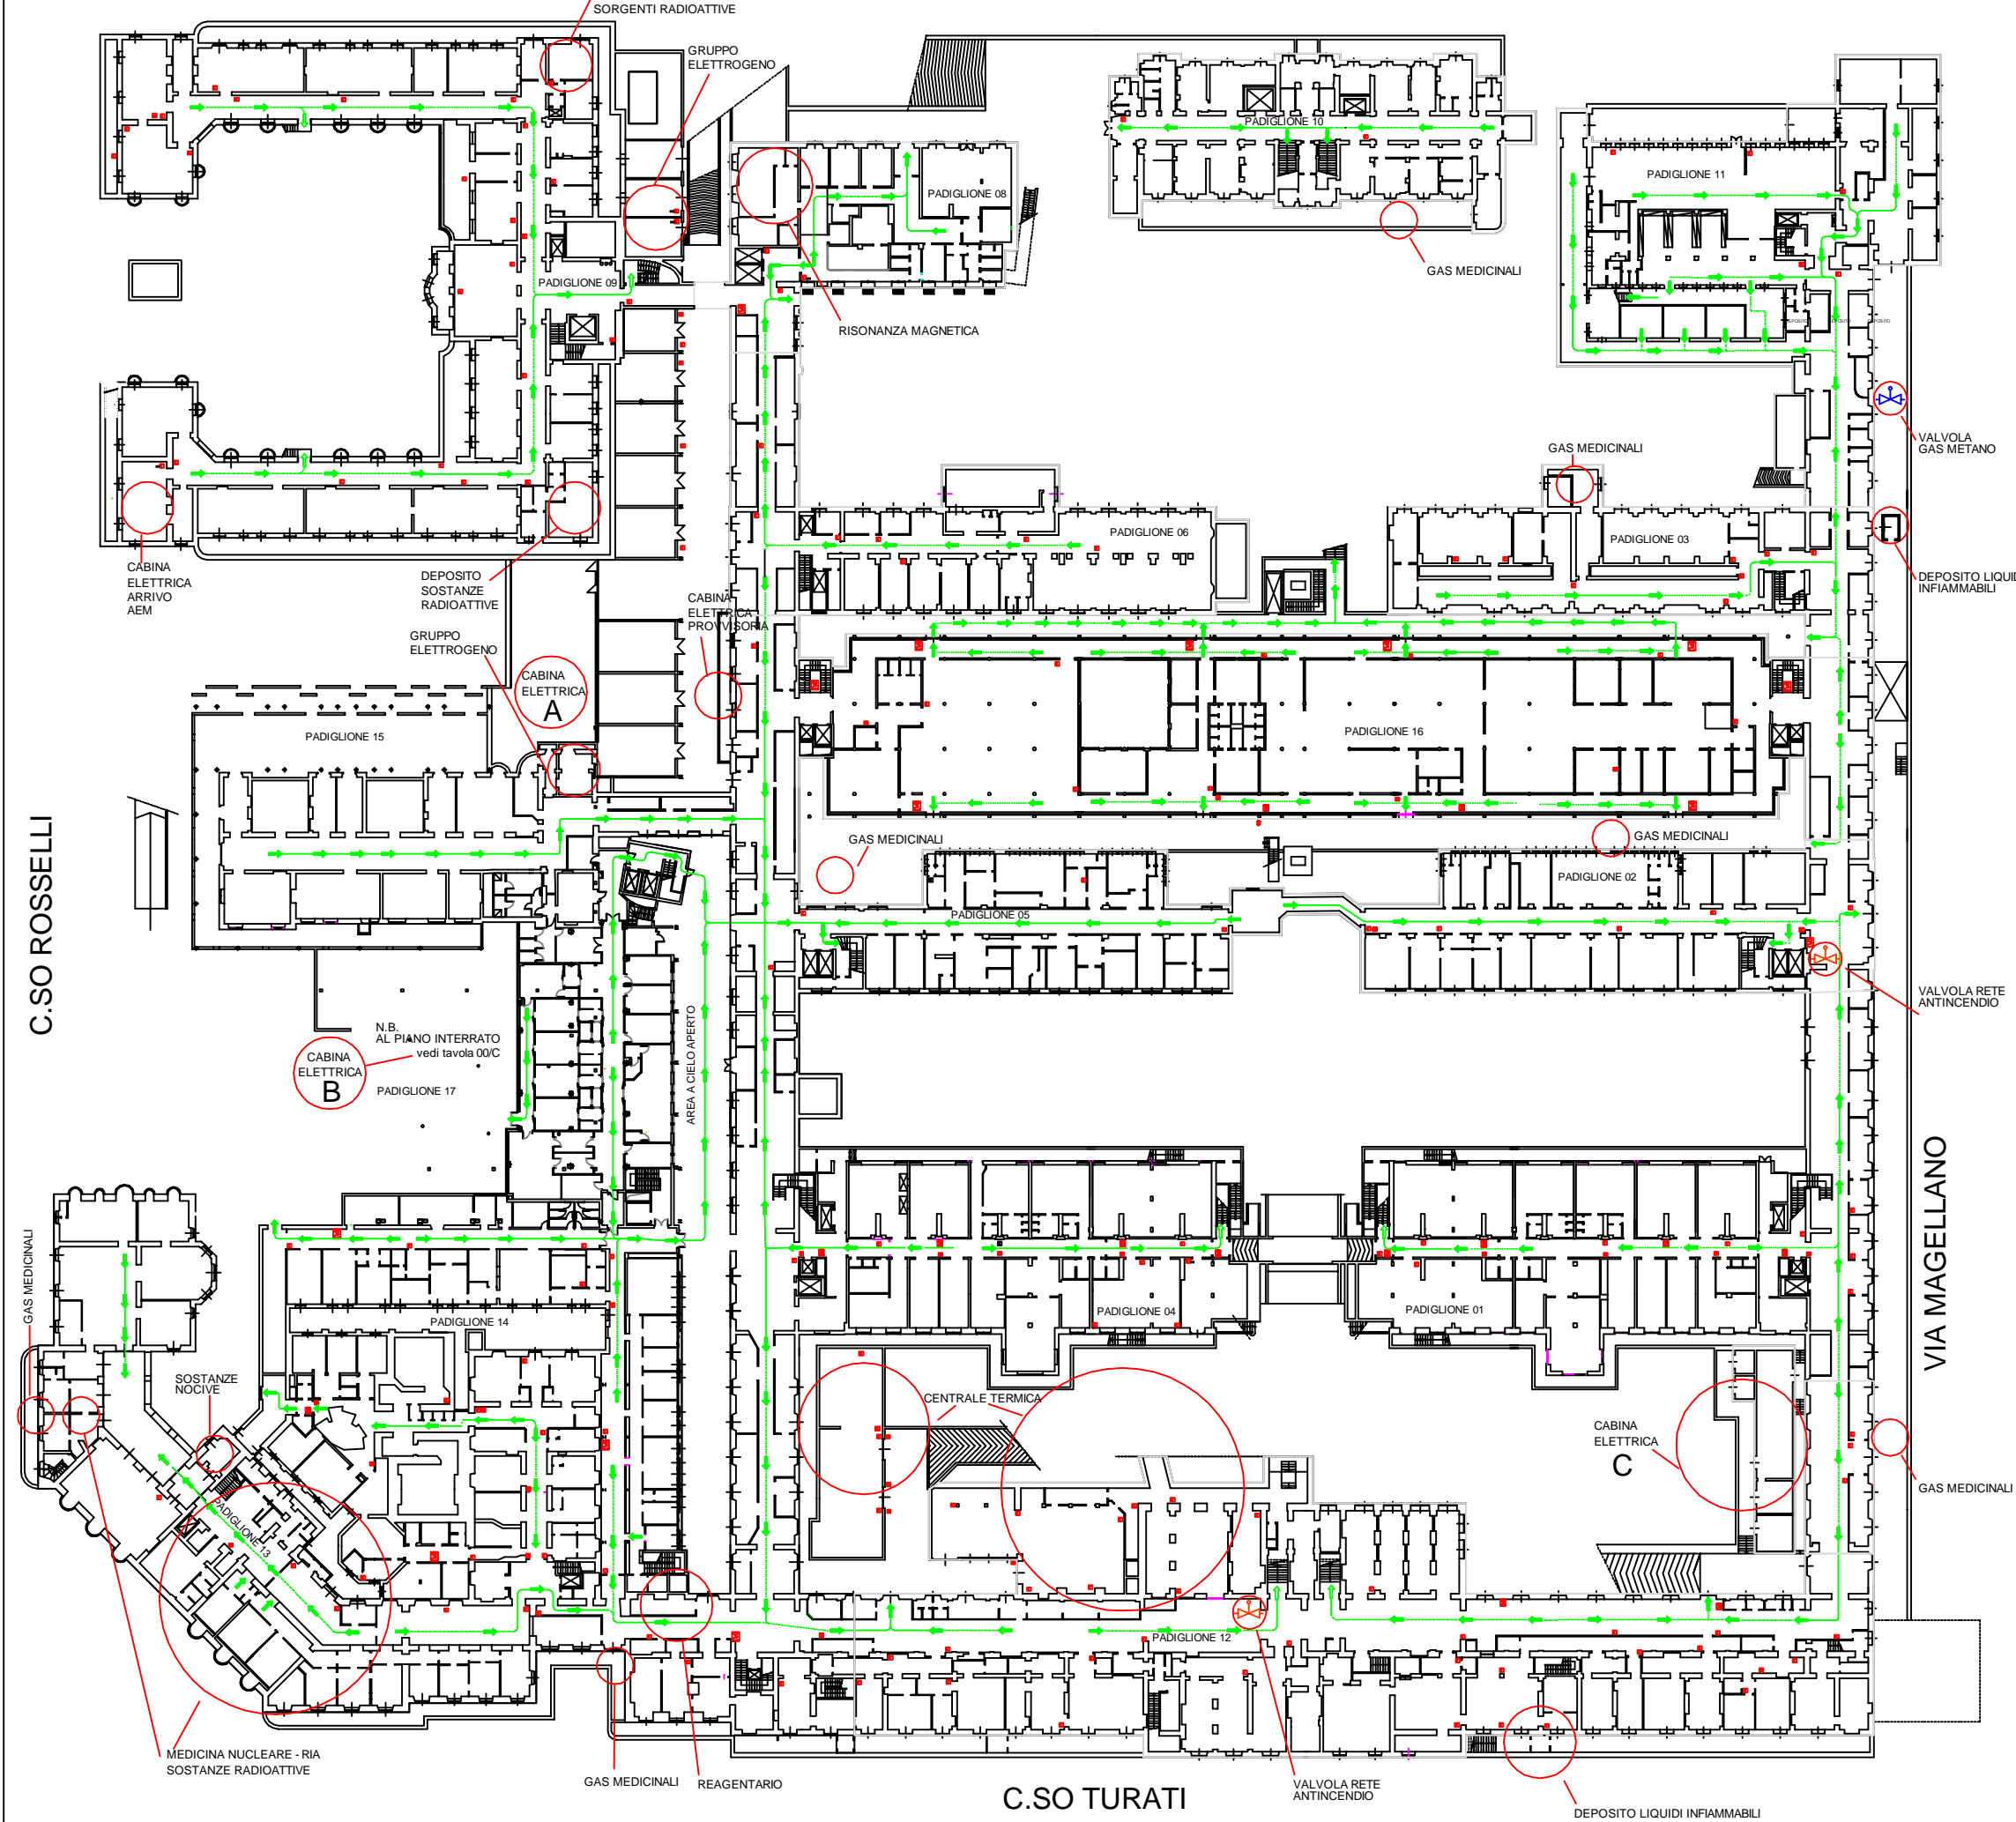 SORGENTI RADIOATTIVE
GRUPPO
ELETTROGENO
PADIGLIONE 10
PADIGLIONE 11
PADIGLIONE 08
PADIGLIONE 09
GAS MEDICINALI
RISONANZA MAGNETICA
DEPOSITO
VALVOLA
GAS METANO
GAS MEDICINALI
PADIGLIONE 06
PADIGLIONE 03
CABINA
ELETTRICA
ARRIVO
AEM
DEPOSITO
SOSTANZE
RADIOATTIVE
DEPOSITO LIQUIDI
INFIAMMABILI
CABINA
ELETTRICA
PROVVISORIA
GRUPPO
ELETTROGENO
CABINA
ELETTRICA
A
PADIGLIONE 15
PADIGLIONE 16
C.SO ROSSELLI
GAS MEDICINALI
GAS MEDICINALI
PADIGLIONE 02
PADIGLIONE 05
VALVOLA RETE
ANTINCENDIO
N.B.
AL PIANO INTERRATO
vedi tavola 00/C
CABINA
ELETTRICA
B
PADIGLIONE 17
AREA A CIELO APERTO
VIA MAGELLANO
GAS MEDICINALI
PADIGLIONE 04
PADIGLIONE 01
PADIGLIONE 14
SOSTANZE
NOCIVE
CENTRALE TERMICA
CABINA
ELETTRICA
C
GAS MEDICINALI
PADIGLIONE 13
PADIGLIONE 12
MEDICINA NUCLEARE - RIA
SOSTANZE RADIOATTIVE
GAS MEDICINALI
REAGENTARIO
C.SO TURATI
VALVOLA RETE
ANTINCENDIO
DEPOSITO LIQUIDI INFIAMMABILI